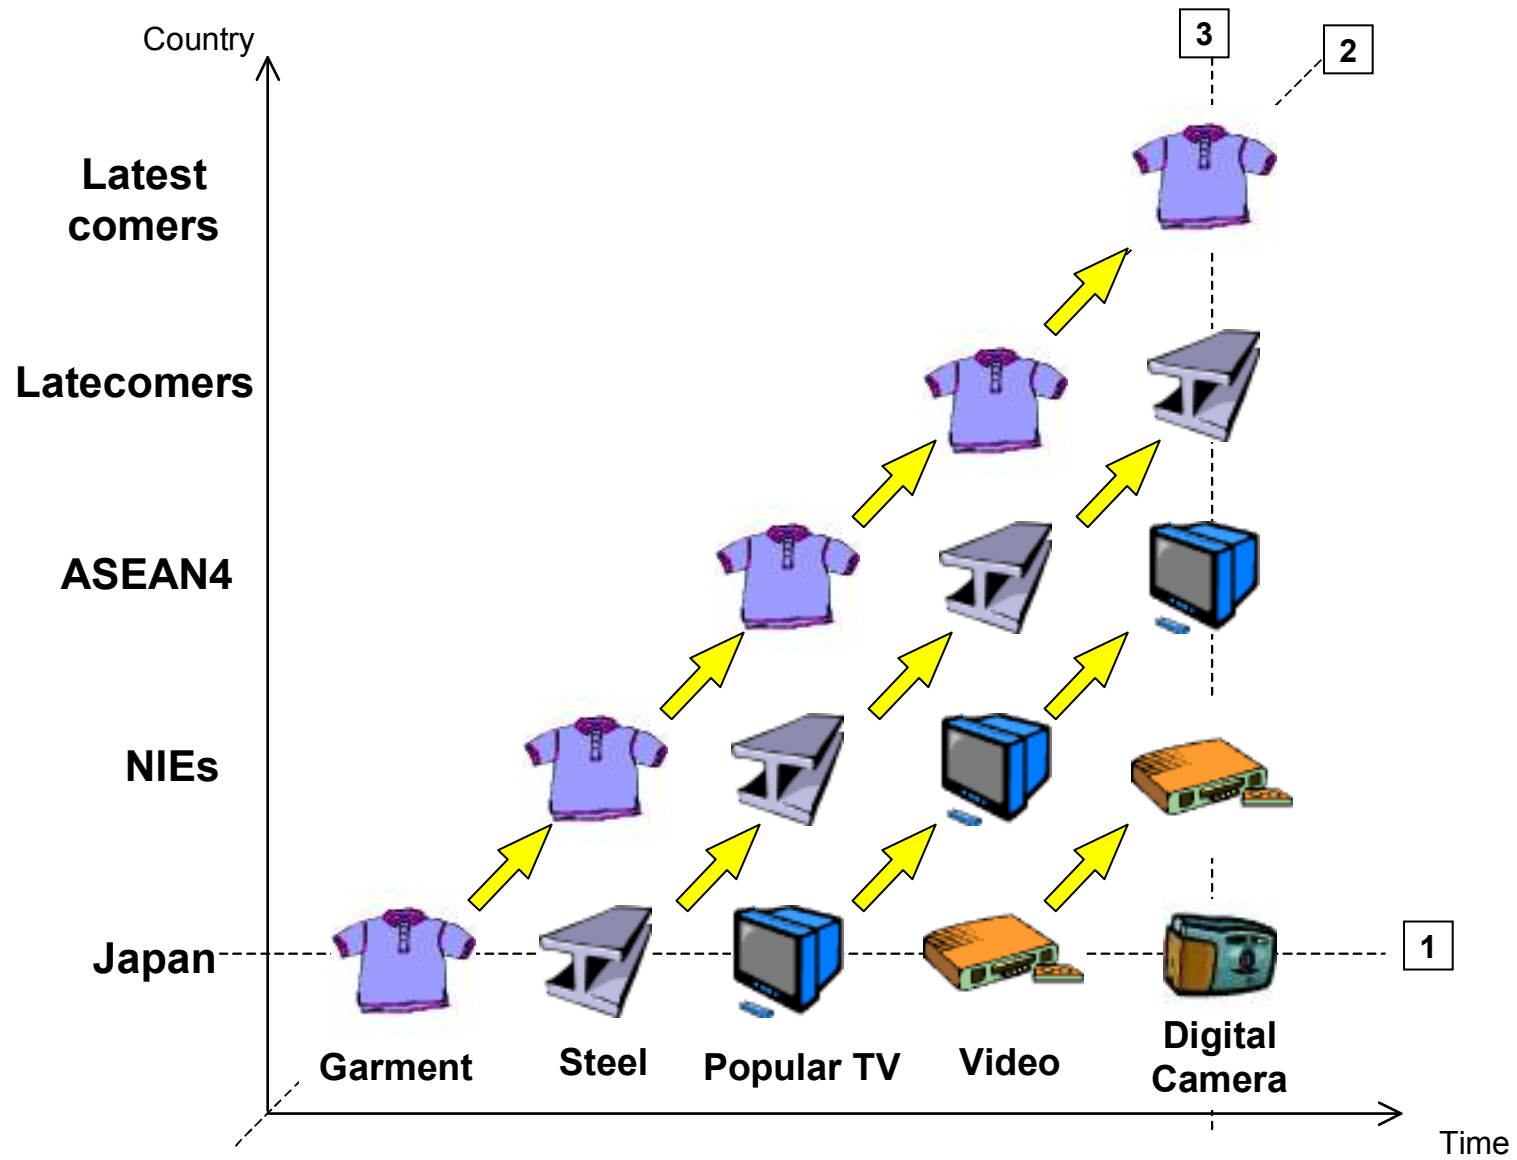 3
2
Country
Latest
comers
Latecomers
ASEAN4
NIEs
Japan
1
Garment
Steel
Popular TV
Video
Digital
Camera
Time